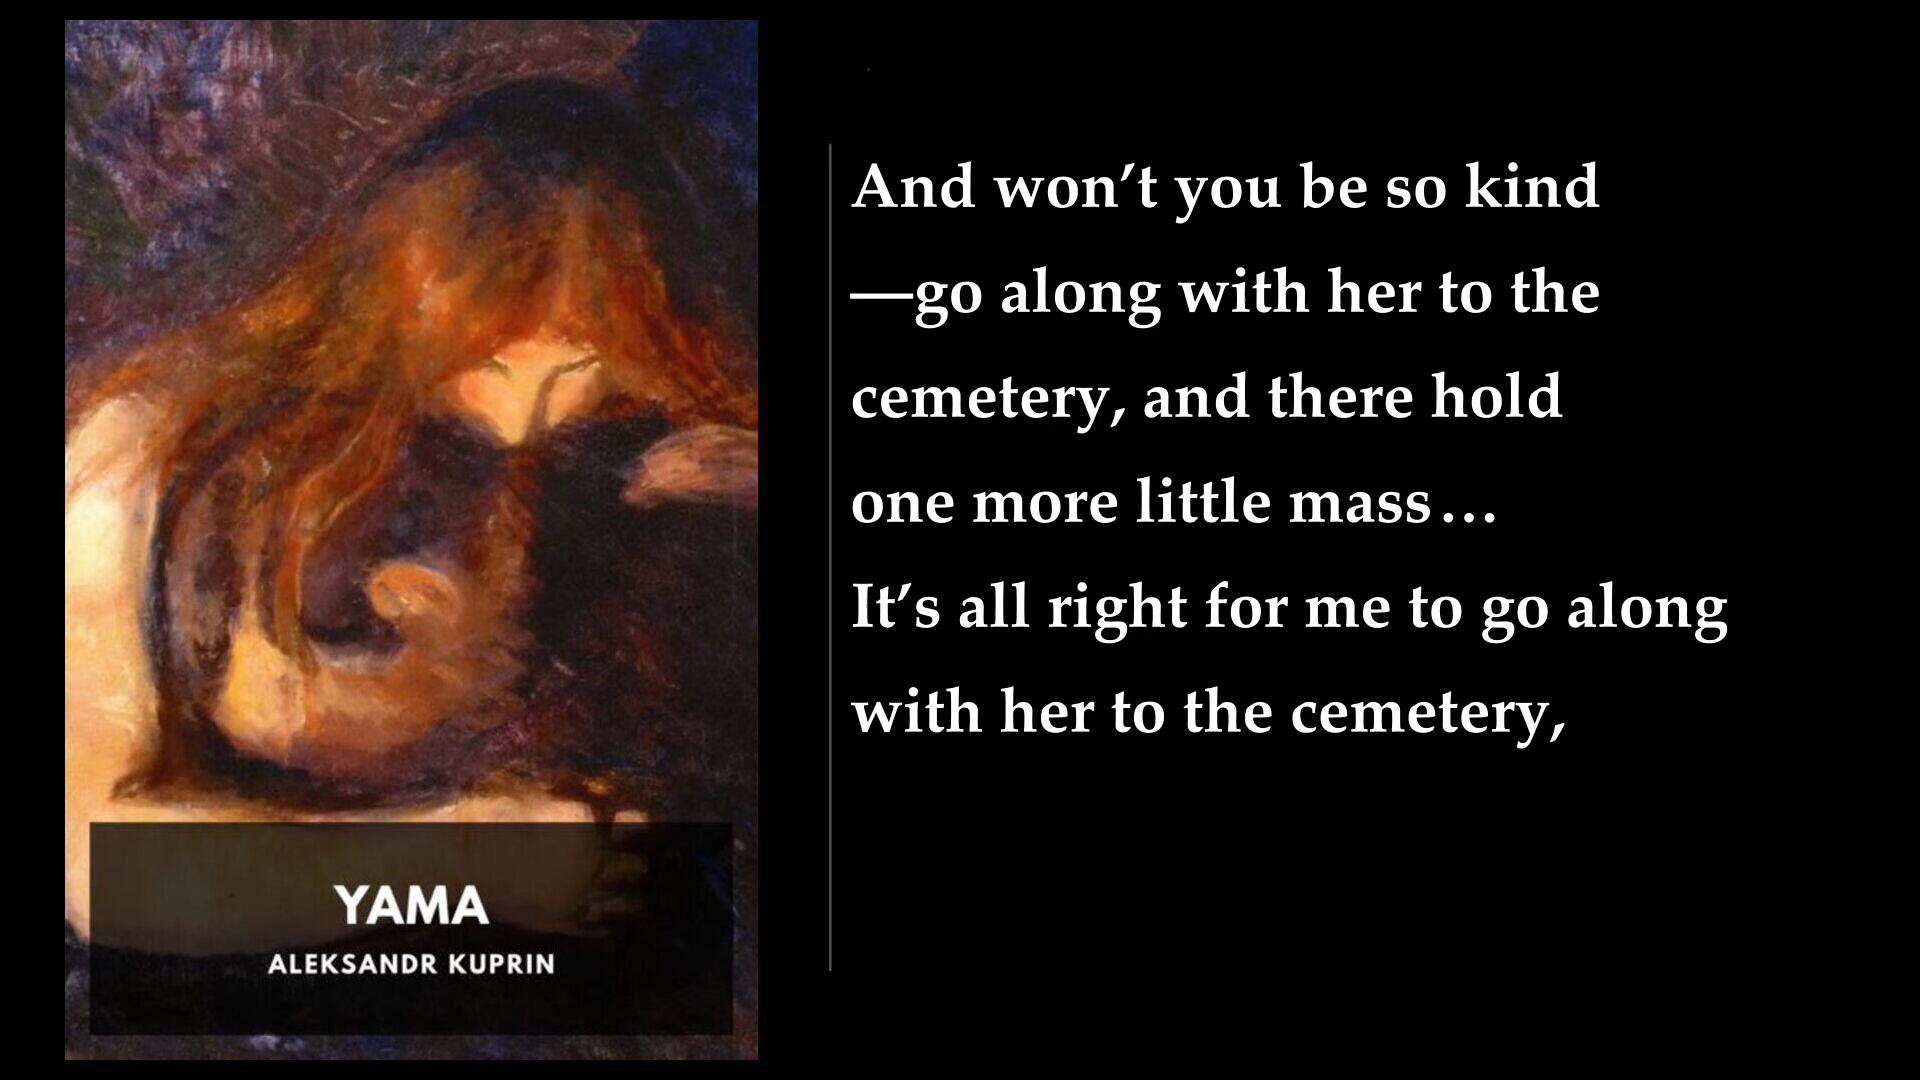 And won’t you be so kind
—go along with her to the
cemetery, and there hold
one more little mass…
It’s all right for me to go along
with her to the cemetery,
YAMA
ALEKSANDR KUPRIN